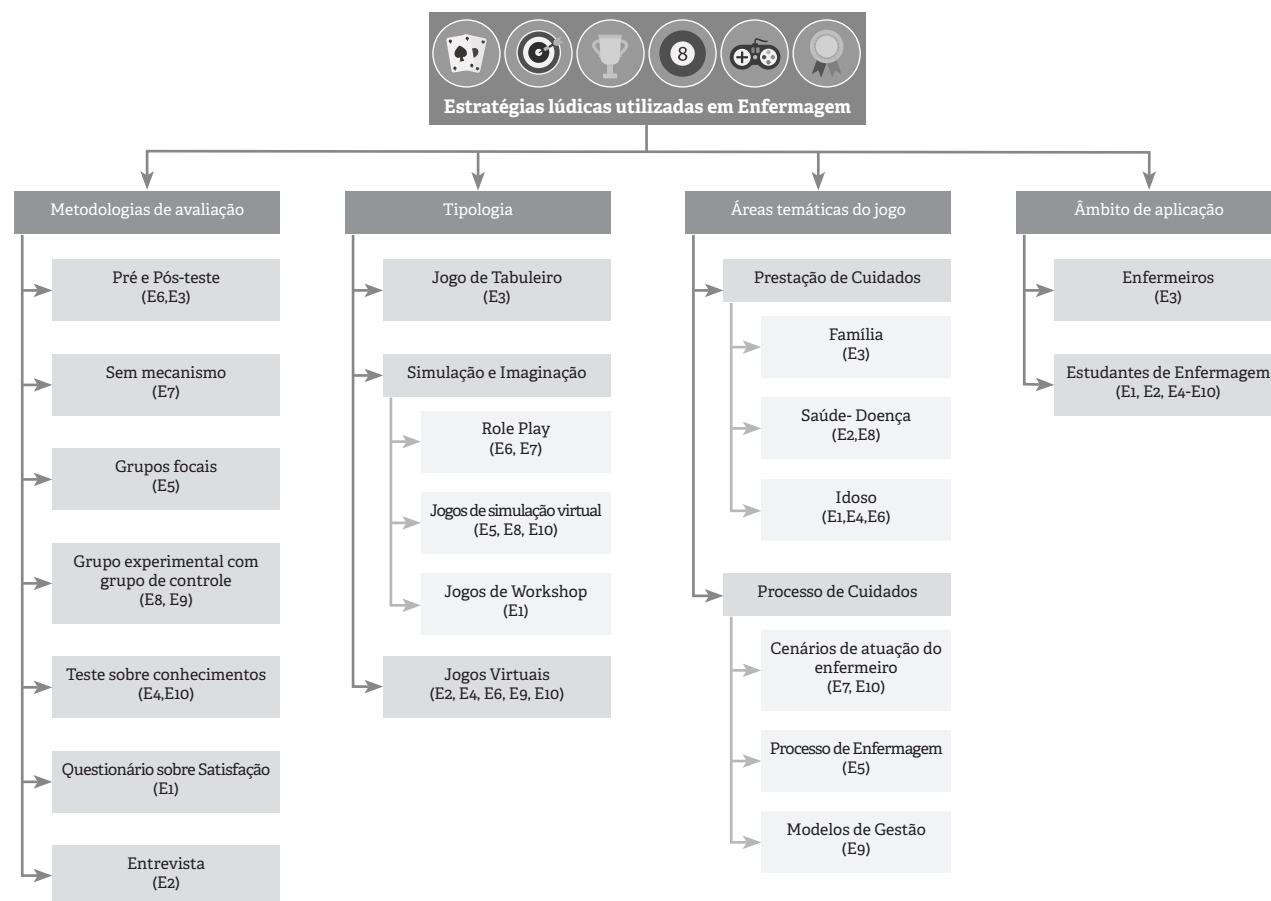 8
Estratégias lúdicas utilizadas em Enfermagem
Metodologias de avaliação
Pré e Pós-teste
(E6,E3)
Sem mecanismo
(E7)
Grupos focais
(E5)
Grupo experimental com
grupo de controle
(E8, E9)
Teste sobre conhecimentos
(E4,E10)
Questionário sobre Satisfação
(E1)
Entrevista
(E2)
Tipologia
Jogo de Tabuleiro
(E3)
Simulação e Imaginação
Role Play
(E6, E7)
Jogos de simulação virtual
(E5, E8, E10)
Jogos de Workshop
(E1)
Jogos Virtuais
(E2, E4, E6, E9, E10)
Áreas temáticas do jogo
Prestação de Cuidados
Família
(E3)
Saúde- Doença
(E2,E8)
Idoso
(E1,E4,E6)
Processo de Cuidados
Cenários de atuação do
enfermeiro
(E7, E10)
Processo de Enfermagem
(E5)
Modelos de Gestão
(E9)
Âmbito de aplicação
Enfermeiros
(E3)
Estudantes de Enfermagem
(E1, E2, E4-E10)